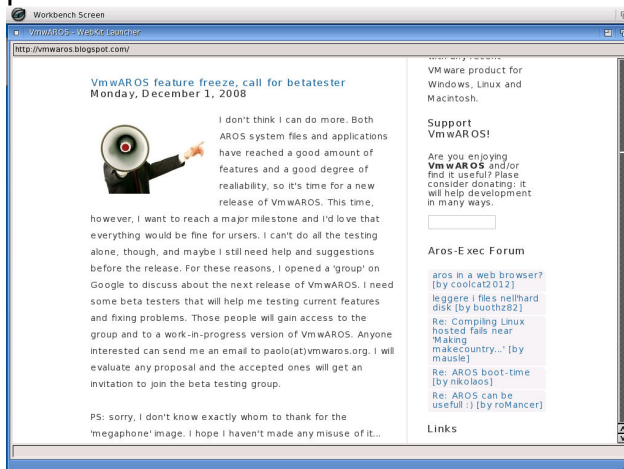 Workbench Screen
VmwAROS - WebKit Launcher
http://vmwaros.blogspot.com/
VmwAROS feature freeze, call for betatester
Monday, December 1, 2008
I don't think I can do more. Both
AROS system files and applications
have reached a good amount of
features and a good degree of
realiability, so it's time for a new
release of VmwAROS. This time,
however, I want to reach a major milestone and I'd love that
everything would be fine for ursers. I can't do all the testing
alone, though, and maybe I still need help and suggestions
before the release. For these reasons, I opened a 'group' on
Google to discuss about the next release of VmwAROS. I need
some beta testers that will help me testing current features
and fixing problems. Those people will gain access to the
group and to a work-in-progress version of VmwAROS. Anyone
interested can send me an email to paolo(at)vmwaros.org. I will
evaluate any proposal and the accepted ones will get an
invitation to join the beta testing group.
PS: sorry, I don't know exactly whom to thank for the
'megaphone' image. I hope I haven't made any misuse of it...
with any recent
VMware product for
Windows, Linux and
Macintosh.
Support
VmwAROS!
Are you enjoying
VmwAROS and/or
find it useful? Plase
consider donating: it
will help development
in many ways.
Aros-Exec Forum
aros in a web browser?
[by coolcat2012]
leggere i files nell'hard
disk [by buothz82]
Re: Compiling Linux
hosted fails near
'Making
makecountry...' [by
mausle]
Re: AROS boot-time
[by nikolaos]
Re: AROS can be
usefull :) [by roMancer]
Links